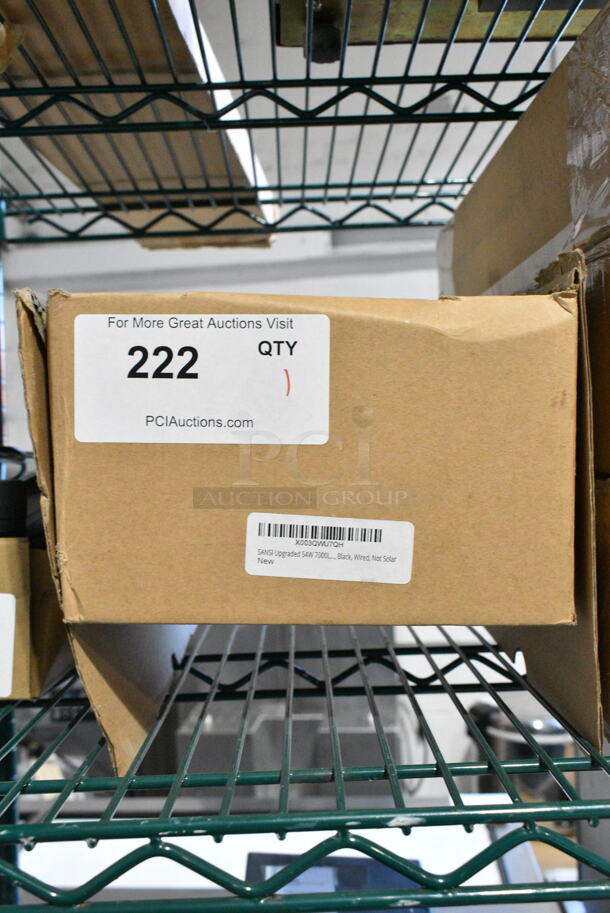 For More Great Auctions Visit
222
QTY
1
PCIAuctions.com
pci
AUCTION GROUP
X003QWU7QH
SANSI Upgraded 54W 7000L..., Black, Wired, Not Solar
New